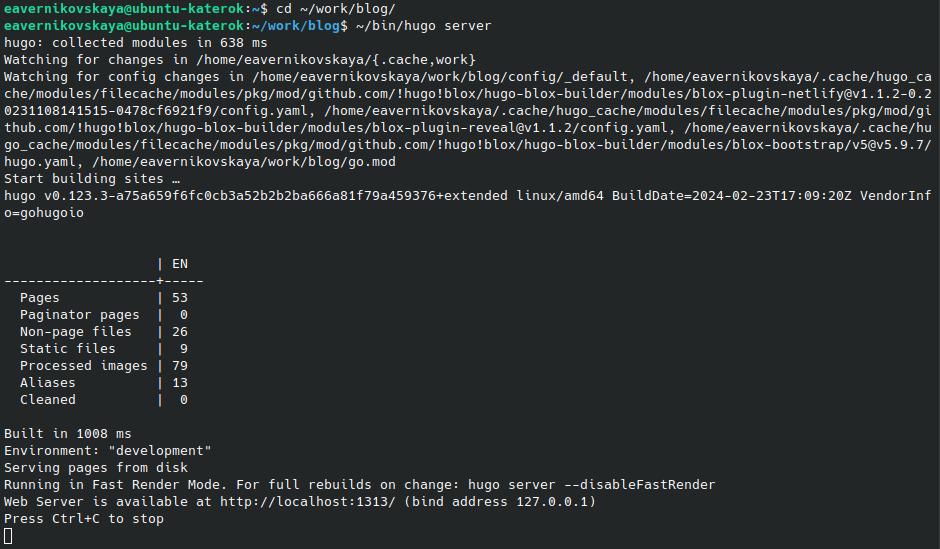 eavernikovskaya@ubuntu-katerok:~$ cd ~/work/blog/
eavernikovskaya@ubuntu-katerok:~/work/blog$ ~/bin/hugo server
hugo: collected modules in 638 ms
Watching for changes in /home/eavernikovskaya/{.cache,work}
Watching for config changes in /home/eavernikovskaya/work/blog/config/_default, /home/eavernikovskaya/.cache/hugo_ca
che/modules/filecache/modules/pkg/mod/github.com/!hugo!blox/hugo-blox-builder/modules/blox-plugin-netlify@v1.1.2-0.2
0231108141515-0478cf6921f9/config.yaml, /home/eavernikovskaya/.cache/hugo_cache/modules/filecache/modules/pkg/mod/gi
thub.com/!hugo!blox/hugo-blox-builder/modules/blox-plugin-reveal@v1.1.2/config.yaml, /home/eavernikovskaya/.cache/hu
go_cache/modules/filecache/modules/pkg/mod/github.com/!hugo!blox/hugo-blox-builder/modules/blox-bootstrap/v5@v5.9.7/
hugo.yaml, /home/eavernikovskaya/work/blog/go.mod
Start building sites …
hugo v0.123.3-a75a659f6fc0cb3a52b2b2ba666a81f79a459376+extended linux/amd64 BuildDate=2024-02-23T17:09:20Z VendorInf
o=gohugoio
                   | EN
-------------------+-----
  Pages            | 53
  Paginator pages  |  0
  Non-page files   | 26
  Static files     |  9
  Processed images | 79
  Aliases          | 13
  Cleaned          |  0
Built in 1008 ms
Environment: "development"
Serving pages from disk
Running in Fast Render Mode. For full rebuilds on change: hugo server --disableFastRender
Web Server is available at http://localhost:1313/ (bind address 127.0.0.1)
Press Ctrl+C to stop